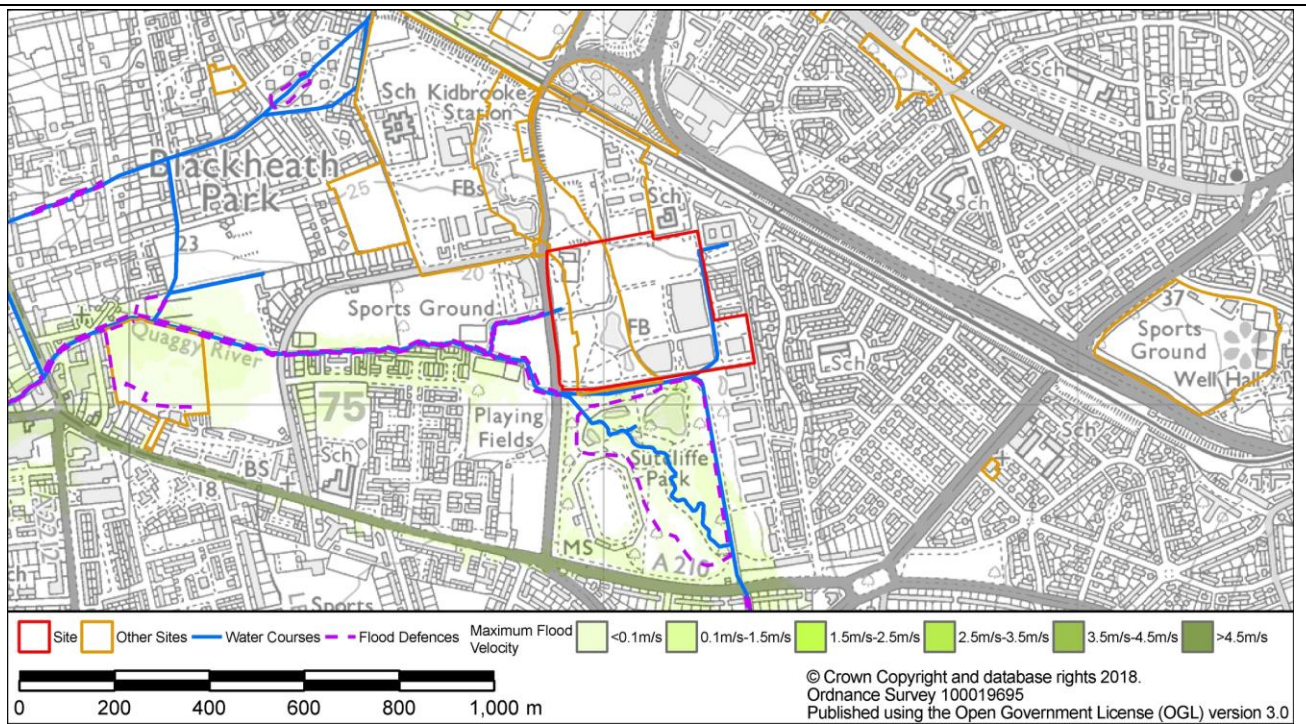 Sch
Kidbrooke
Station
Sch
Sch
Blackheath
Park
25
FBs
Sch
Sch
23
20
Sports Ground
FB
37
Sports
Ground
Well Hall
Quaggy River
Sch
75
Playing
Fields
Sch
Sutcliffe
Park
Sch
BS
18
A2212
MS
A 210
Sports
Site
Other Sites
Water Courses
Flood Defences
Maximum Flood
Velocity
<0.1m/s
0.1m/s-1.5m/s
1.5m/s-2.5m/s
2.5m/s-3.5m/s
3.5m/s-4.5m/s
>4.5m/s
0 200 400 600 800 1,000 m
© Crown Copyright and database rights 2018.
Ordnance Survey 100019695
Published using the Open Government License (OGL) version 3.0